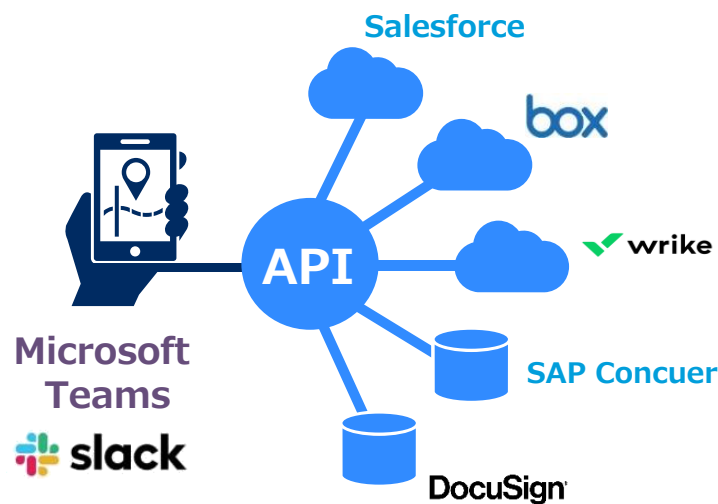 Salesforce
box
API
wrike
Microsoft
Teams
SAP Concuer
slack
DocuSign